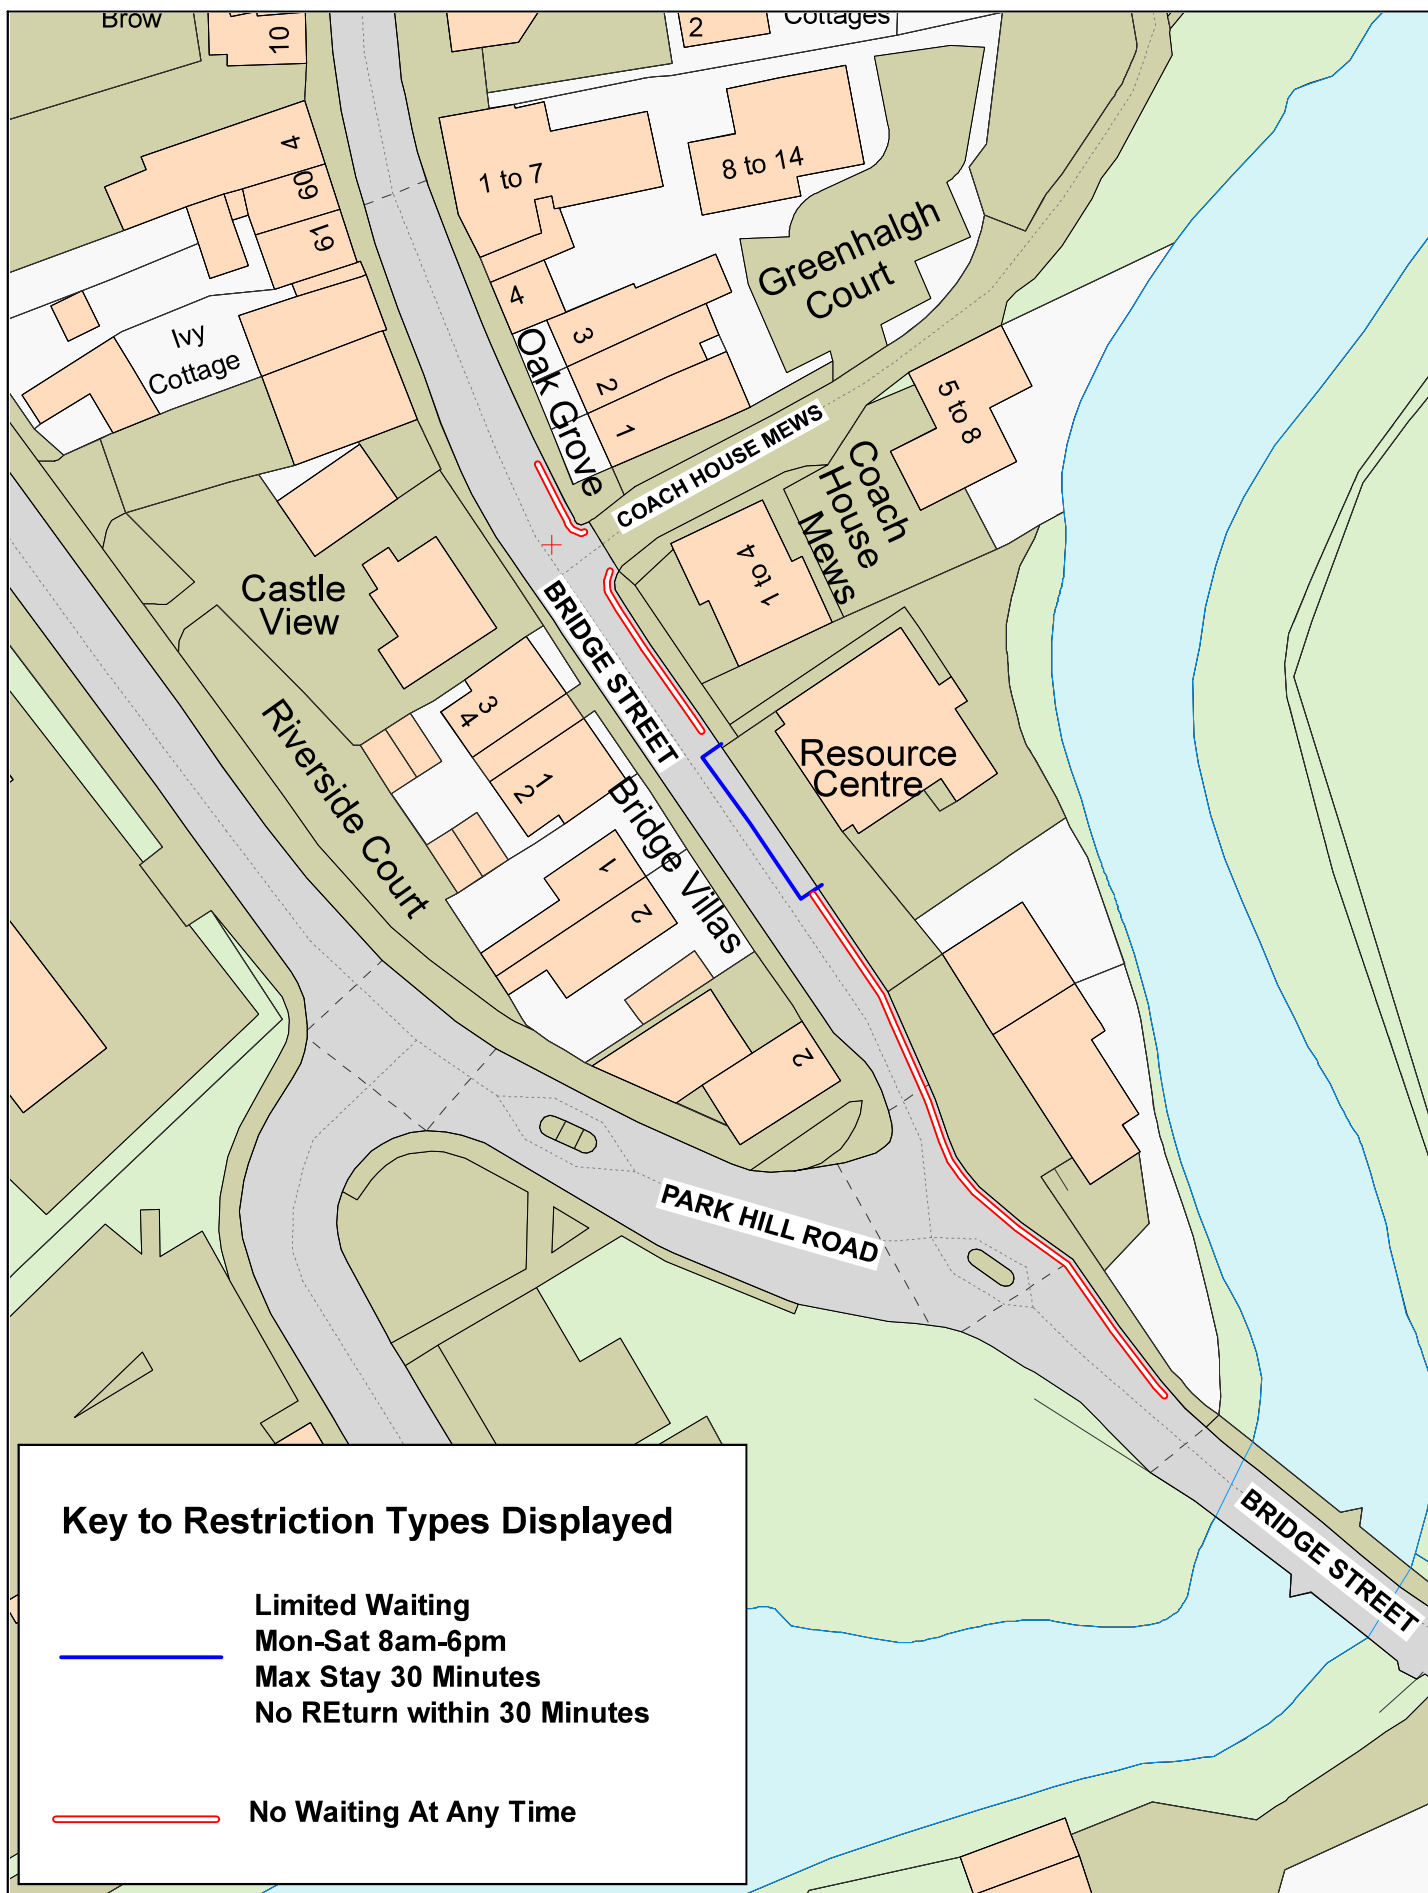 Brow
10
2
Cottages
4
60
61
1 to 7
8 to 14
Greenhalgh
Court
4
3
2
1
Oak Grove
Ivy
Cottage
COACH HOUSE MEWS
5 to 8
Coach
House
Mews
1 to 4
Castle
View
BRIDGE STREET
3
4
1
2
Resource
Centre
Riverside Court
Bridge Villas
1
2
2
PARK HILL ROAD
BRIDGE STREET
Key to Restriction Types Displayed
Limited Waiting
Mon-Sat 8am-6pm
Max Stay 30 Minutes
No REturn within 30 Minutes
No Waiting At Any Time